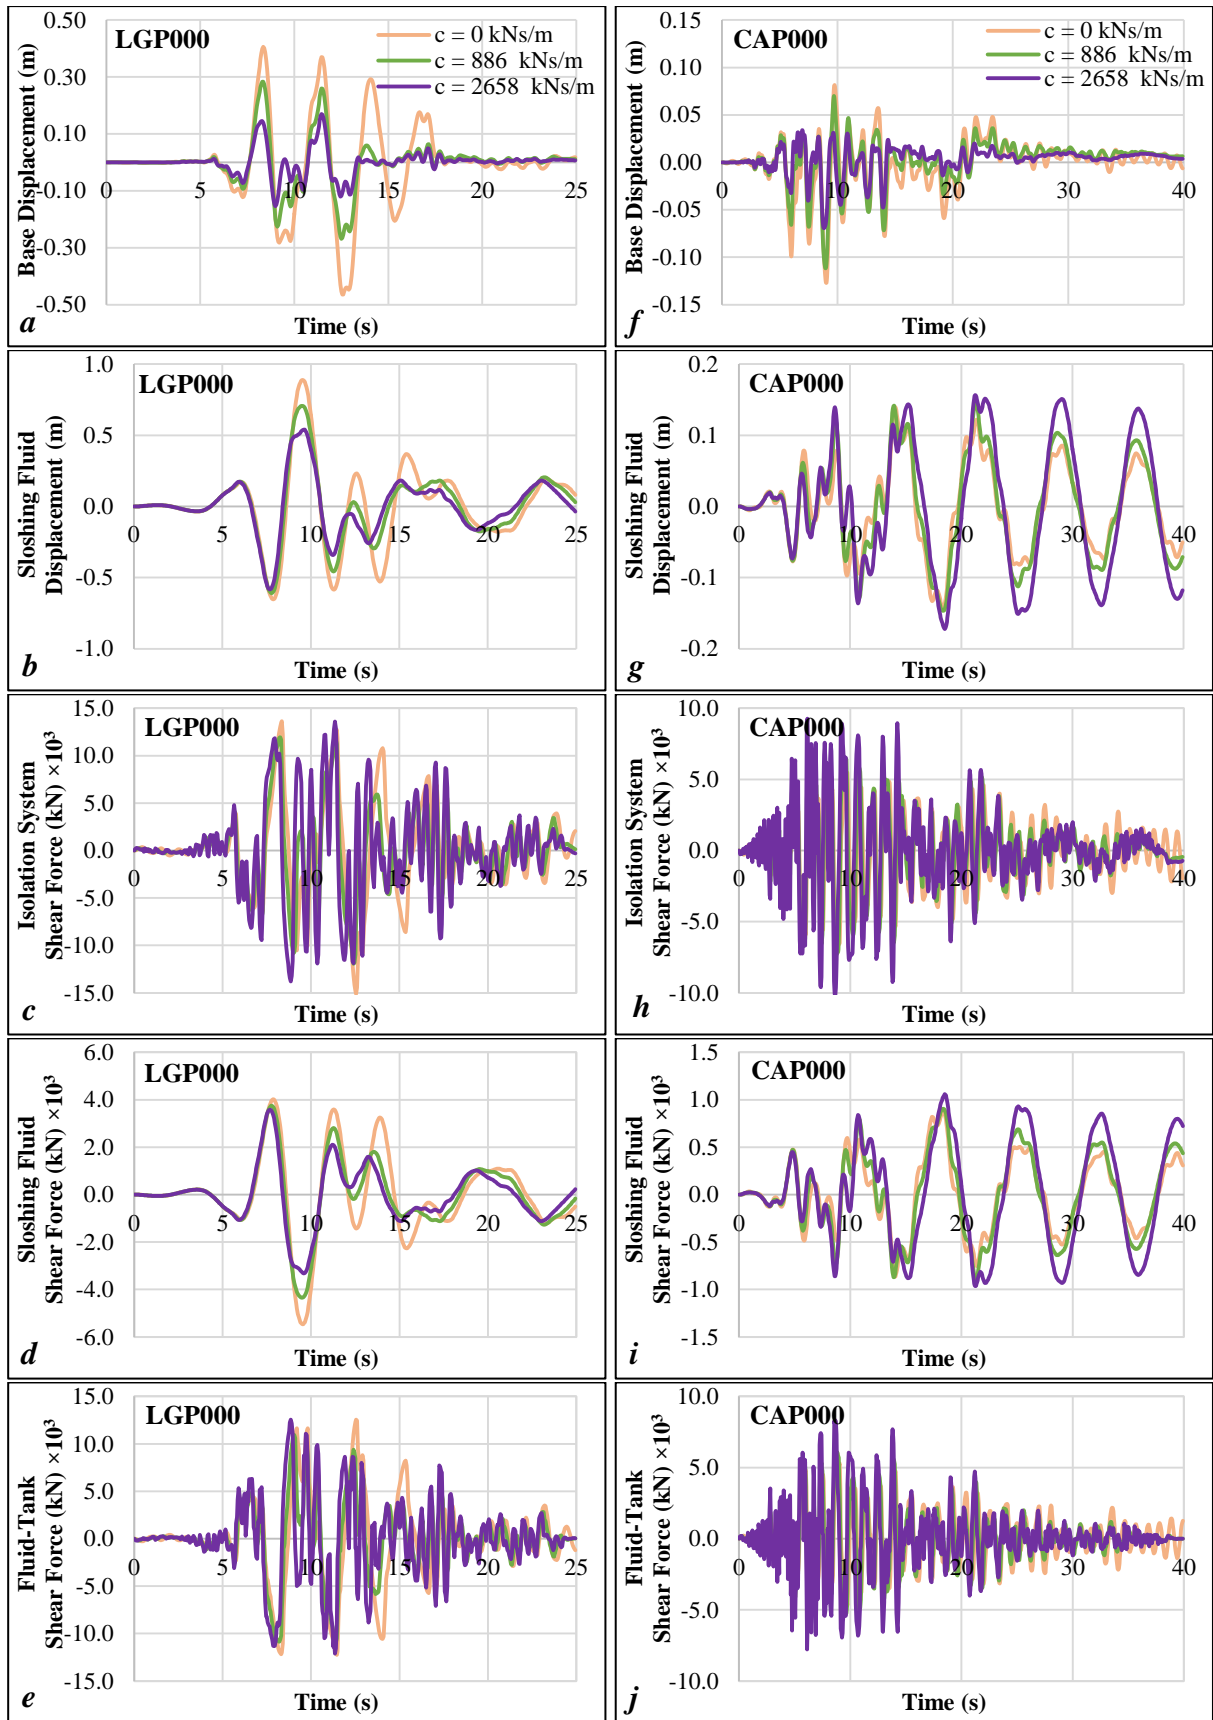 LGP000
c = 0 kNs/m
c = 886 kNs/m
c = 2658 kNs/m
Base Displacement (m)
0.50
0.30
0.10
-0.10
-0.30
-0.50
0 5 10 15 20 25
Time (s)
a
CAP000
c = 0 kNs/m
c = 886 kNs/m
c = 2658 kNs/m
Base Displacement (m)
0.15
0.10
0.05
0.00
-0.05
-0.10
-0.15
0 10 20 30 40
Time (s)
f
LGP000
Sloshing Fluid
Displacement (m)
1.0
0.5
0.0
-0.5
-1.0
0 5 10 15 20 25
Time (s)
b
CAP000
Sloshing Fluid
Displacement (m)
0.2
0.1
0.0
-0.1
-0.2
0 10 20 30 40
Time (s)
g
LGP000
Isolation System
Shear Force (kN) ×10³
15.0
10.0
5.0
0.0
-5.0
-10.0
-15.0
0 5 10 15 20 25
Time (s)
c
CAP000
Isolation System
Shear Force (kN) ×10³
10.0
5.0
0.0
-5.0
-10.0
0 10 20 30 40
Time (s)
h
LGP000
Sloshing Fluid
Shear Force (kN) ×10³
6.0
4.0
2.0
0.0
-2.0
-4.0
-6.0
0 5 10 15 20 25
Time (s)
d
CAP000
Sloshing Fluid
Shear Force (kN) ×10³
1.5
1.0
0.5
0.0
-0.5
-1.0
-1.5
0 10 20 30 40
Time (s)
i
LGP000
Fluid-Tank
Shear Force (kN) ×10³
15.0
10.0
5.0
0.0
-5.0
-10.0
-15.0
0 5 10 15 20 25
Time (s)
e
CAP000
Fluid-Tank
Shear Force (kN) ×10³
10.0
5.0
0.0
-5.0
-10.0
0 10 20 30 40
Time (s)
j